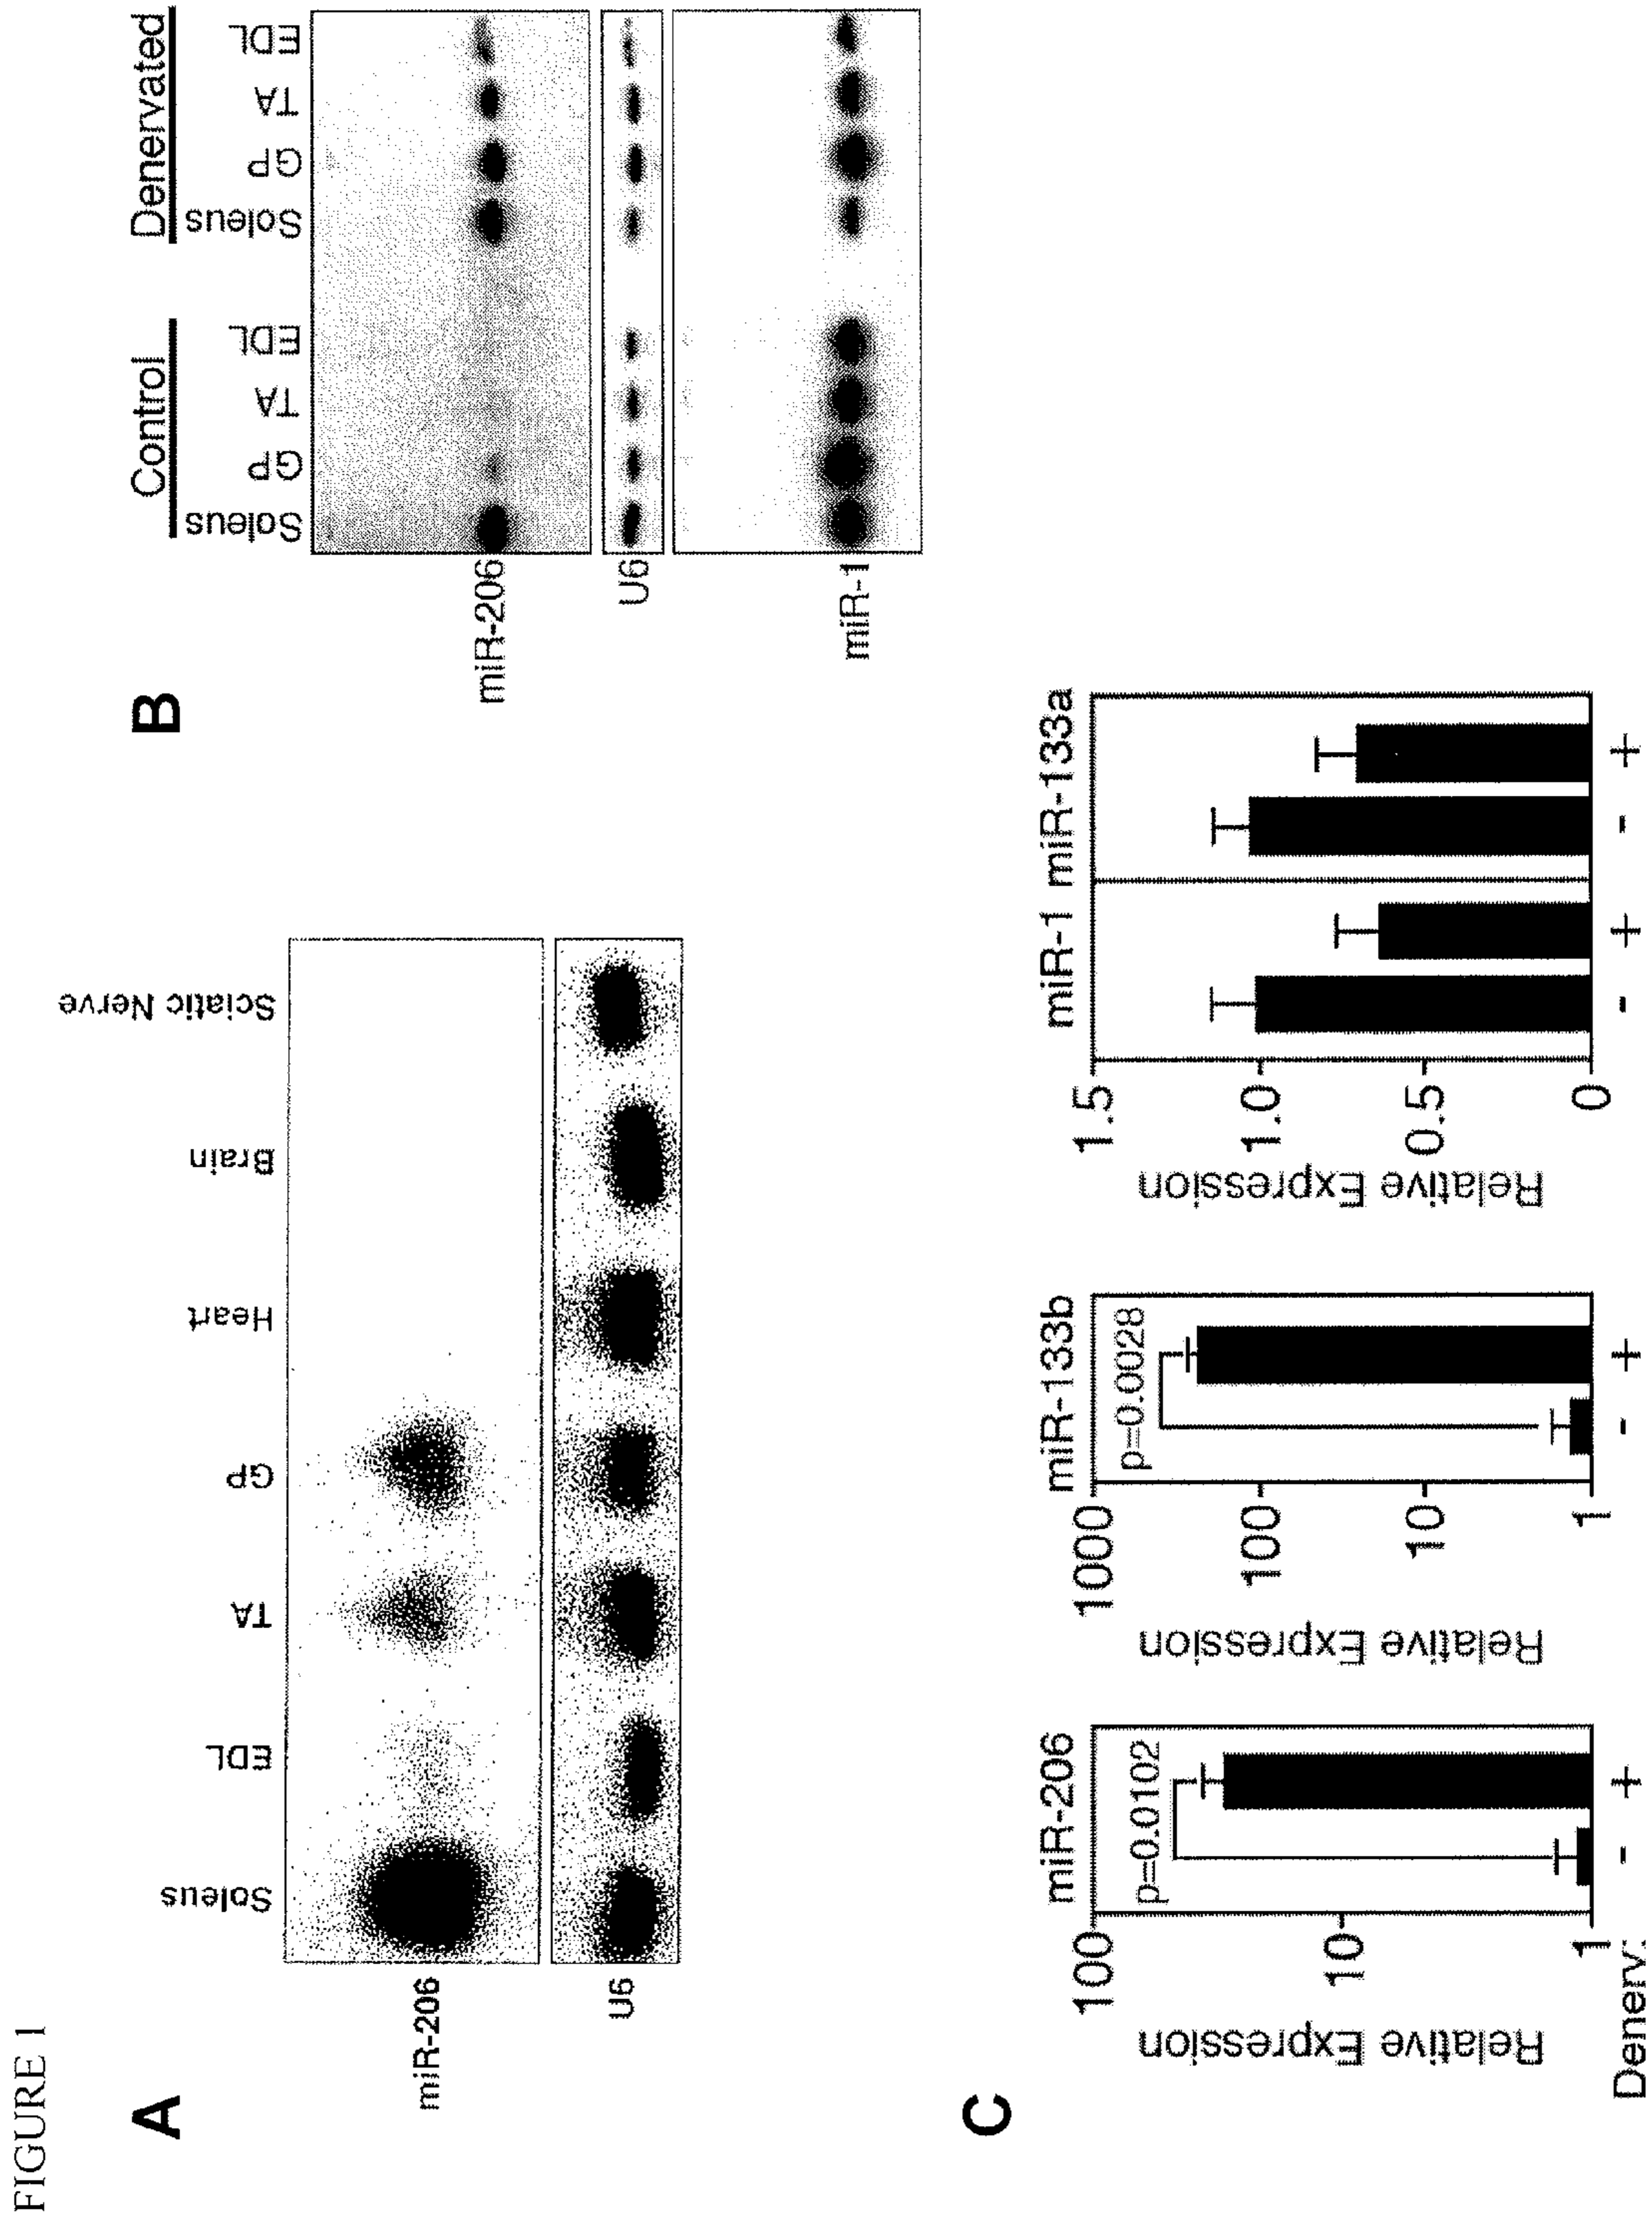 FIGURE 1
A
Soleus
EDL
TA
GP
Heart
Brain
Sciatic Nerve
miR-206
U6
B
Control
Denervated
Soleus
GP
TA
EDL
Soleus
GP
TA
EDL
miR-206
U6
miR-1
C
miR-206
p=0.0102
100
10
1
Relative Expression
Denerv:
-
+
miR-133b
p=0.0028
1000
100
10
1
Relative Expression
-
+
miR-1
miR-133a
1.5
1.0
0.5
0
Relative Expression
-
+
-
+